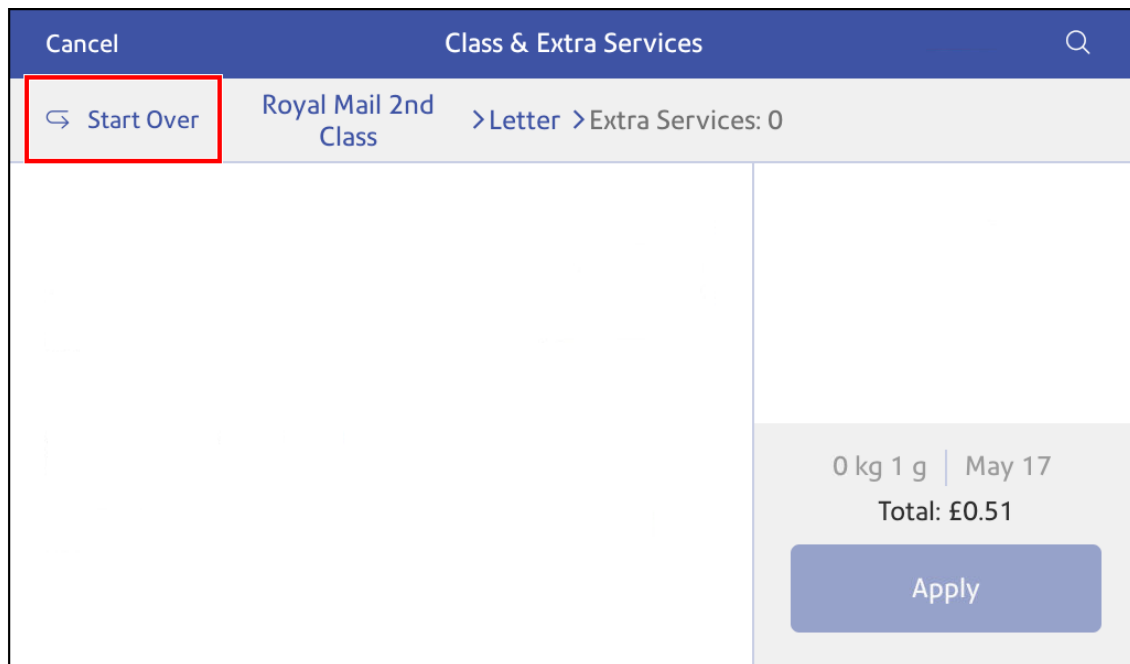 Cancel
Class & Extra Services
Start Over
Royal Mail 2nd
Class
>Letter >Extra Services: 0
0 kg 1 g | May 17
Total: £0.51
Apply